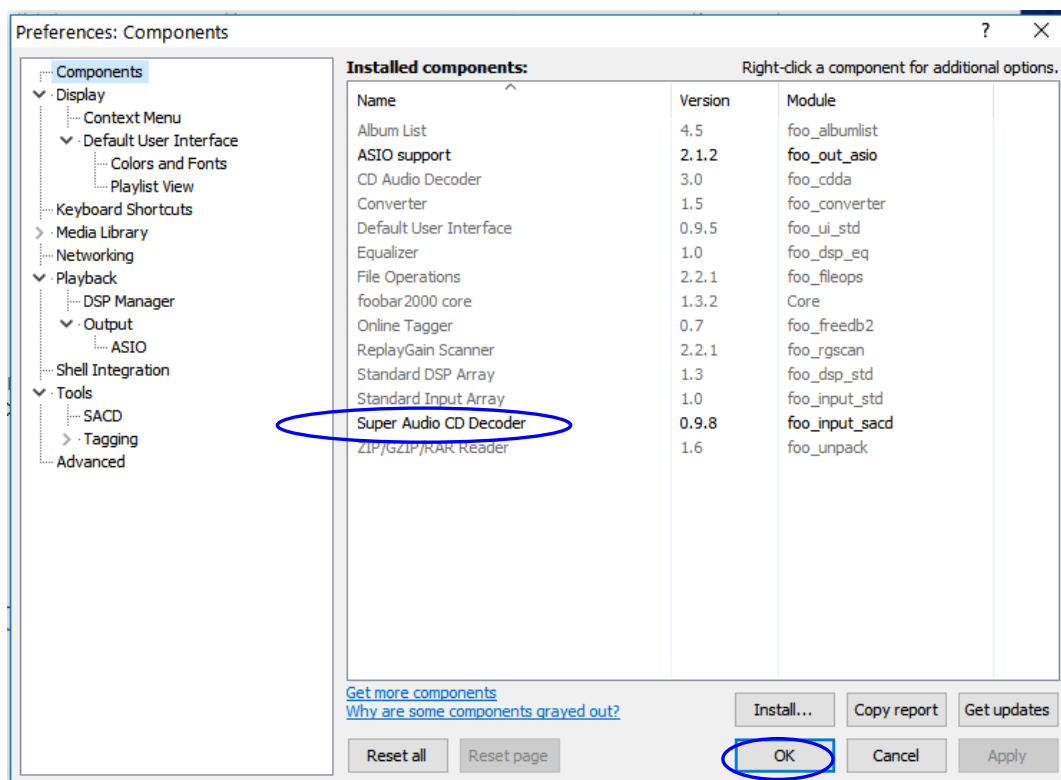 Preferences: Components
?
Components
Display
Context Menu
Default User Interface
Colors and Fonts
Playlist View
Keyboard Shortcuts
Media Library
Networking
Playback
DSP Manager
Output
ASIO
Shell Integration
Tools
SACD
Tagging
Advanced
Installed components: Right-click a component for additional options.
Name Version Module
Album List 4.5 foo_albumlist
ASIO support 2.1.2 foo_out_asio
CD Audio Decoder 3.0 foo_cdda
Converter 1.5 foo_converter
Default User Interface 0.9.5 foo_ui_std
Equalizer 1.0 foo_dsp_eq
File Operations 2.2.1 foo_fileops
foobar2000 core 1.3.2 Core
Online Tagger 0.7 foo_freedb2
ReplayGain Scanner 2.2.1 foo_rgscan
Standard DSP Array 1.3 foo_dsp_std
Standard Input Array 1.0 foo_input_std
Super Audio CD Decoder 0.9.8 foo_input_sacd
ZIP/GZIP/RAR Reader 1.6 foo_unpack
Get more components
Why are some components grayed out?
Install... Copy report Get updates
Reset all Reset page OK Cancel Apply